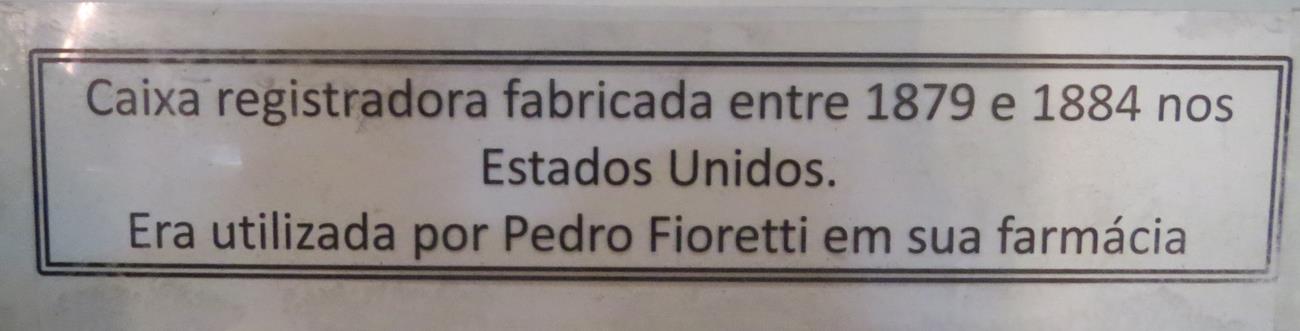 Caixa registradora fabricada entre 1879 e 1884 nos
Estados Unidos.
Era utilizada por Pedro Fioretti em sua farmácia